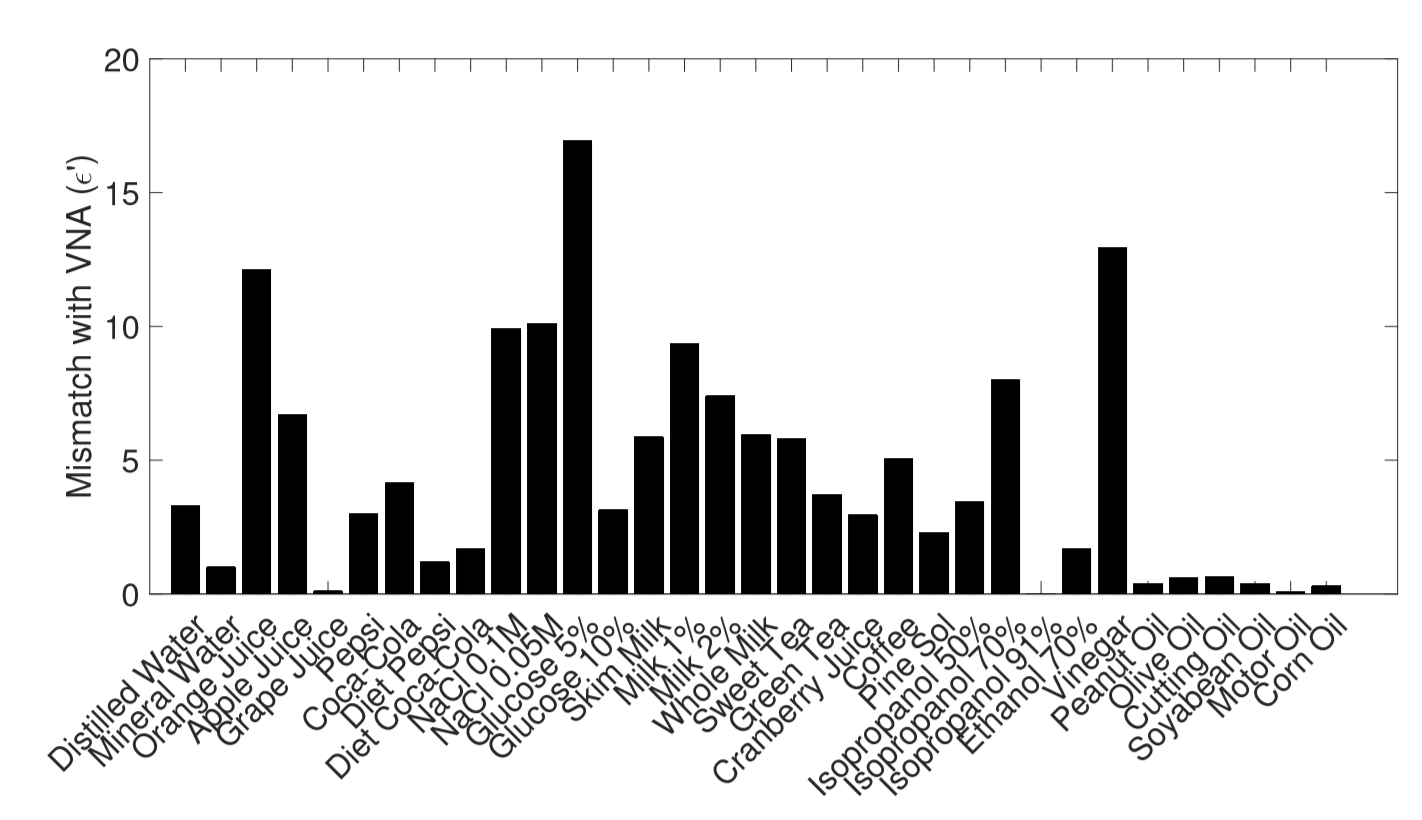 20
15
10
5
0
Mismatch with VNA (ϵ')
Distilled Water
Mineral Water
Orange Juice
Apple Juice
Grape Juice
Pepsi
Coca-Cola
Diet Pepsi
Diet Coca-Cola
NaCl 0.1M
NaCl 0.05M
Glucose 5%
Glucose 10%
Skim Milk
Milk 1%
Milk 2%
Whole Milk
Sweet Tea
Green Tea
Cranberry Juice
Coffee
Pine Sol
Isopropanol 50%
Isopropanol 70%
Isopropanol 91%
Ethanol 70%
Vinegar
Peanut Oil
Olive Oil
Cutting Oil
Soyabean Oil
Motor Oil
Corn Oil